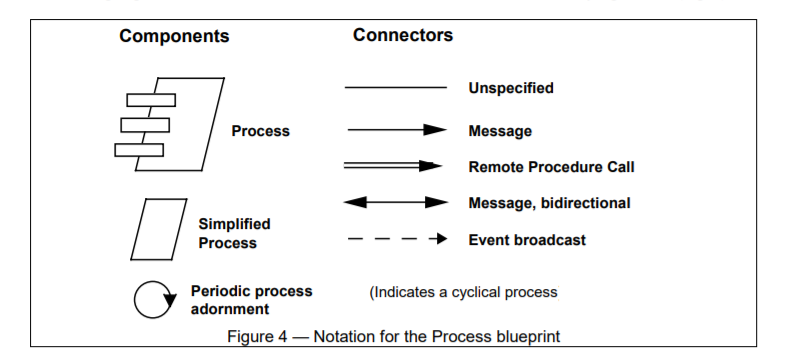 Components
Connectors
Unspecified
Process
Message
Remote Procedure Call
Message, bidirectional
Simplified
Process
Event broadcast
Periodic process
adornment
(Indicates a cyclical process
Figure 4 — Notation for the Process blueprint